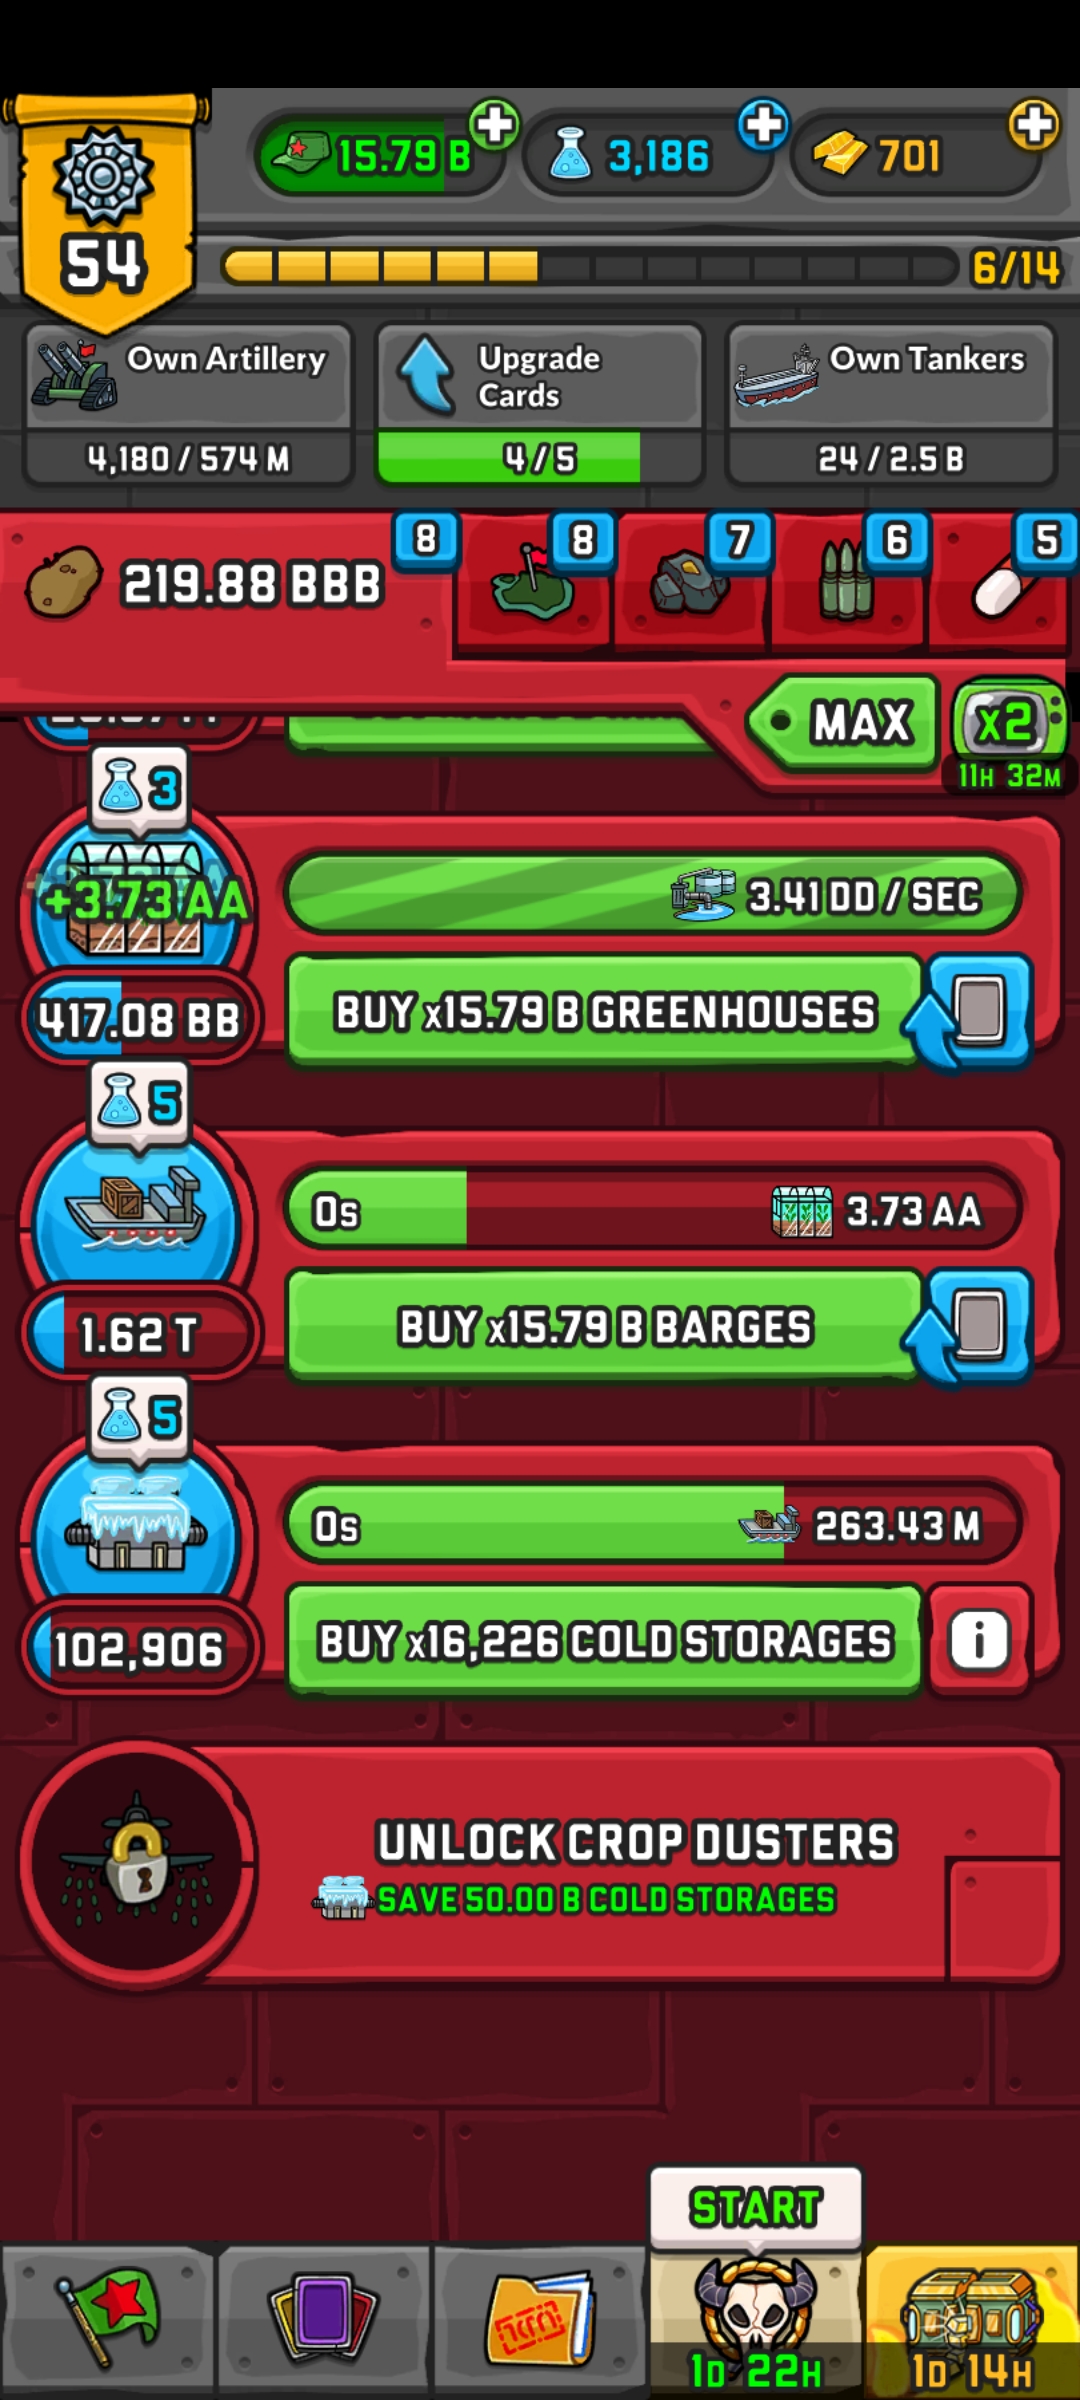 54
15.79 B
3,186
701
6/14
Own Artillery
4,180 / 574 M
Upgrade
Cards
4 / 5
Own Tankers
24 / 2.5 B
219.88 BBB
8
8
7
6
5
MAX
x2
11H 32M
3
+3.73 AA
3.41 DD / SEC
417.08 BB
BUY x15.79 B GREENHOUSES
5
0s
3.73 AA
1.62 T
BUY x15.79 B BARGES
5
0s
263.43 M
102,906
BUY x16,226 COLD STORAGES
i
UNLOCK CROP DUSTERS
SAVE 50.00 B COLD STORAGES
START
1D 22H
1D 14H